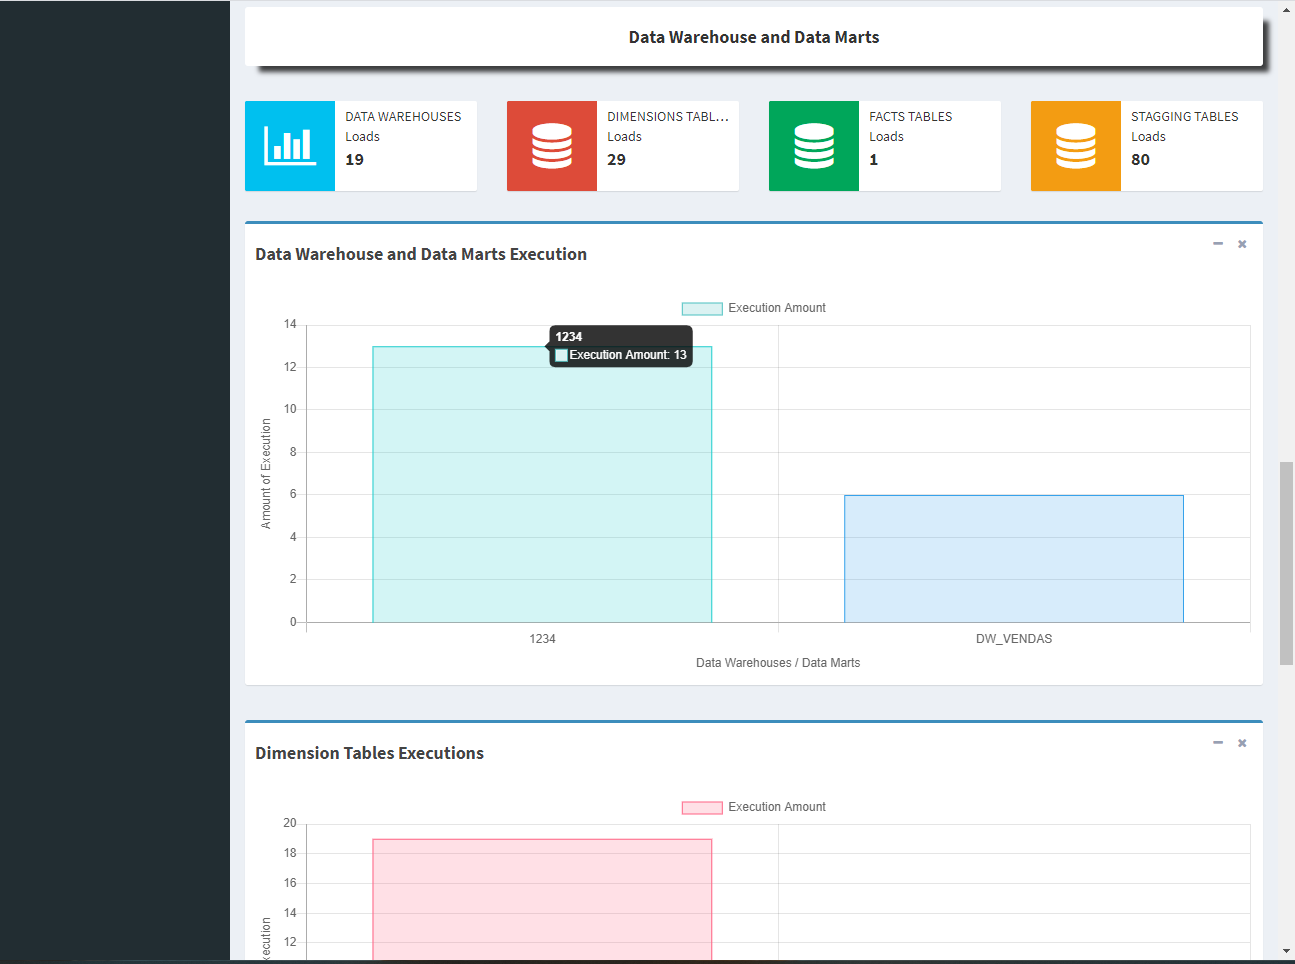 Data Warehouse and Data Marts
DATA WAREHOUSES
Loads
19
DIMENSIONS TABL...
Loads
29
FACTS TABLES
Loads
1
STAGGING TABLES
Loads
80
Data Warehouse and Data Marts Execution
Execution Amount
14
12
10
8
6
4
2
0
Amount of Execution
1234
Execution Amount: 13
1234
DW_VENDAS
Data Warehouses / Data Marts
Dimension Tables Executions
Execution Amount
20
18
16
14
12
xecution